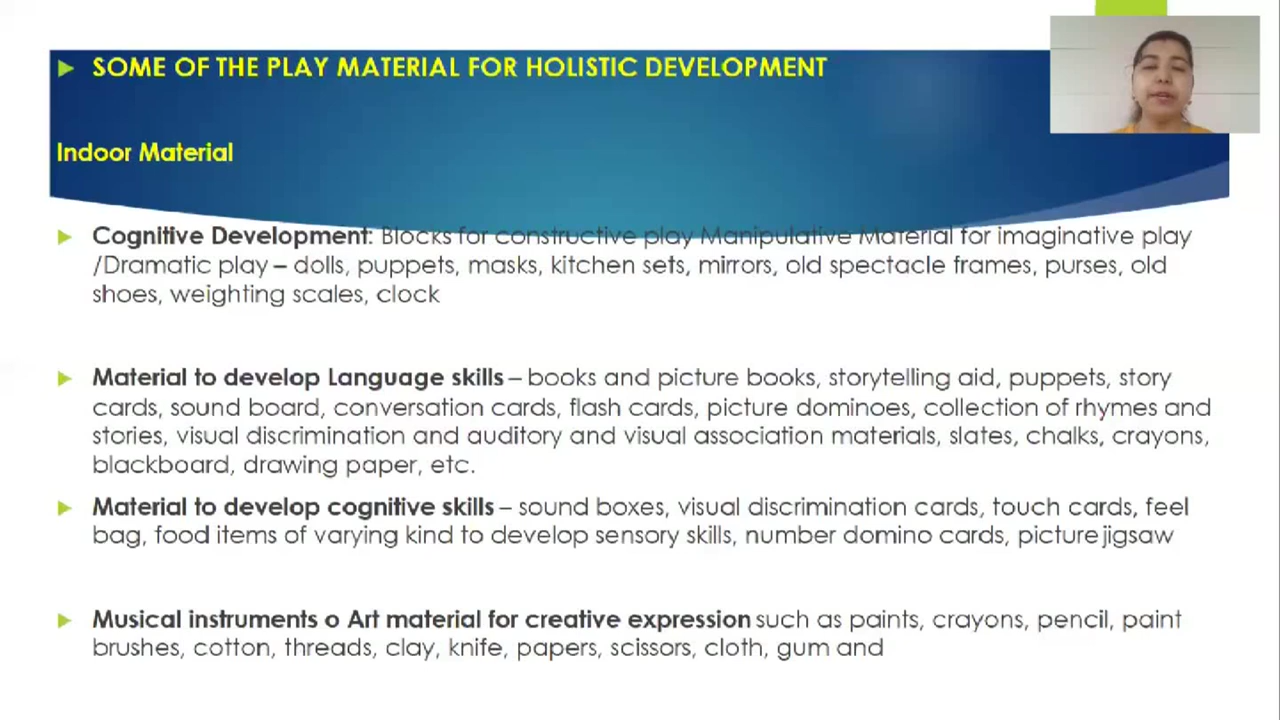 SOME OF THE PLAY MATERIAL FOR HOLISTIC DEVELOPMENT
Indoor Material
Cognitive Development: Blocks for constructive play Manipulative Material for imaginative play
/Dramatic play – dolls, puppets, masks, kitchen sets, mirrors, old spectacle frames, purses, old
shoes, weighting scales, clock
Material to develop Language skills – books and picture books, storytelling aid, puppets, story
cards, sound board, conversation cards, flash cards, picture dominoes, collection of rhymes and
stories, visual discrimination and auditory and visual association materials, slates, chalks, crayons,
blackboard, drawing paper, etc.
Material to develop cognitive skills – sound boxes, visual discrimination cards, touch cards, feel
bag, food items of varying kind to develop sensory skills, number domino cards, picture jigsaw
Musical instruments o Art material for creative expression such as paints, crayons, pencil, paint
brushes, cotton, threads, clay, knife, papers, scissors, cloth, gum and